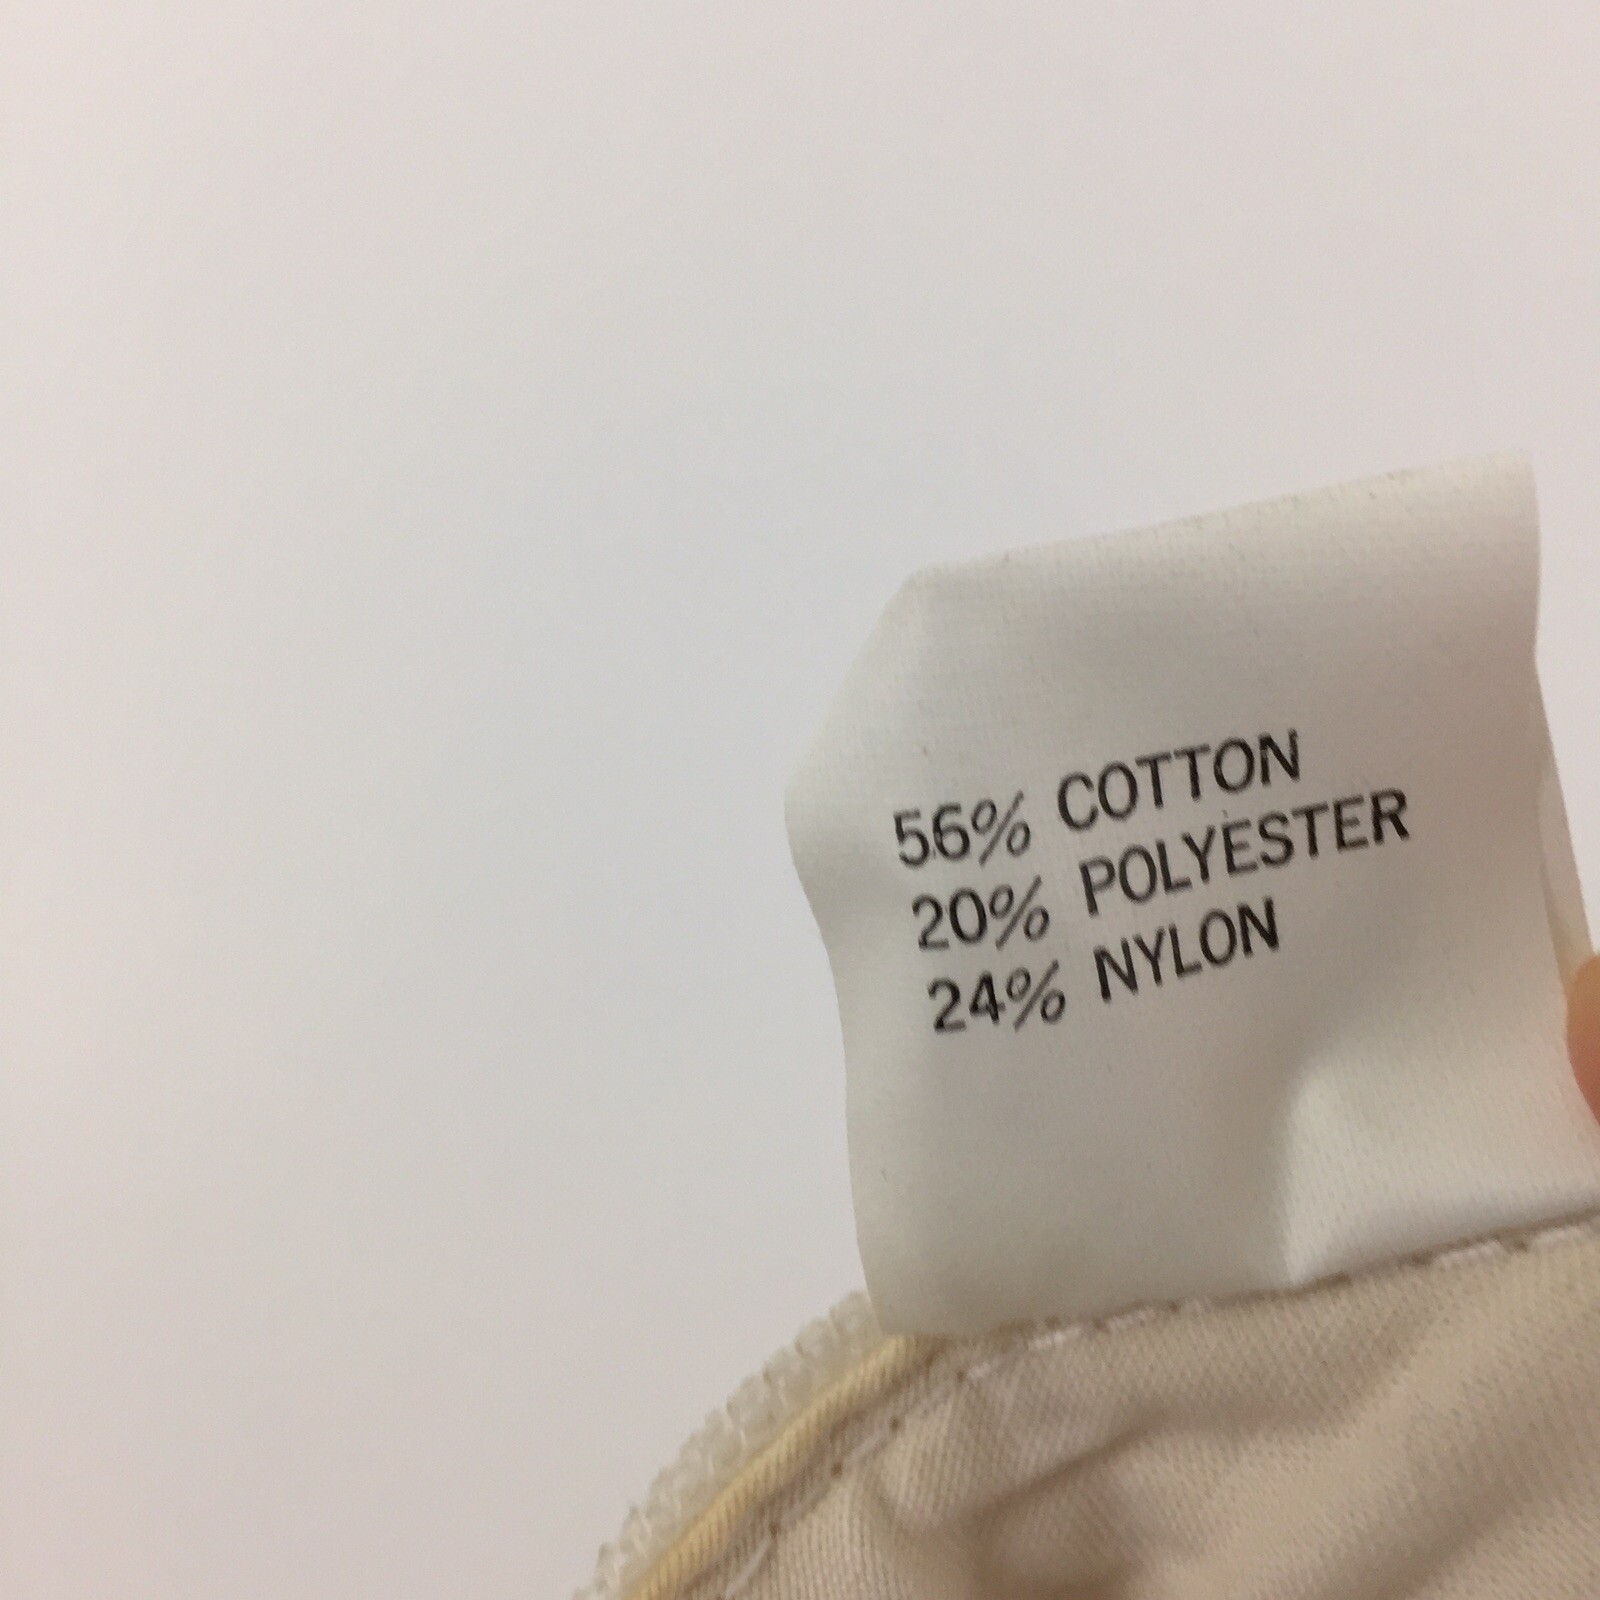 56% COTTON
20% POLYESTER
24% NYLON